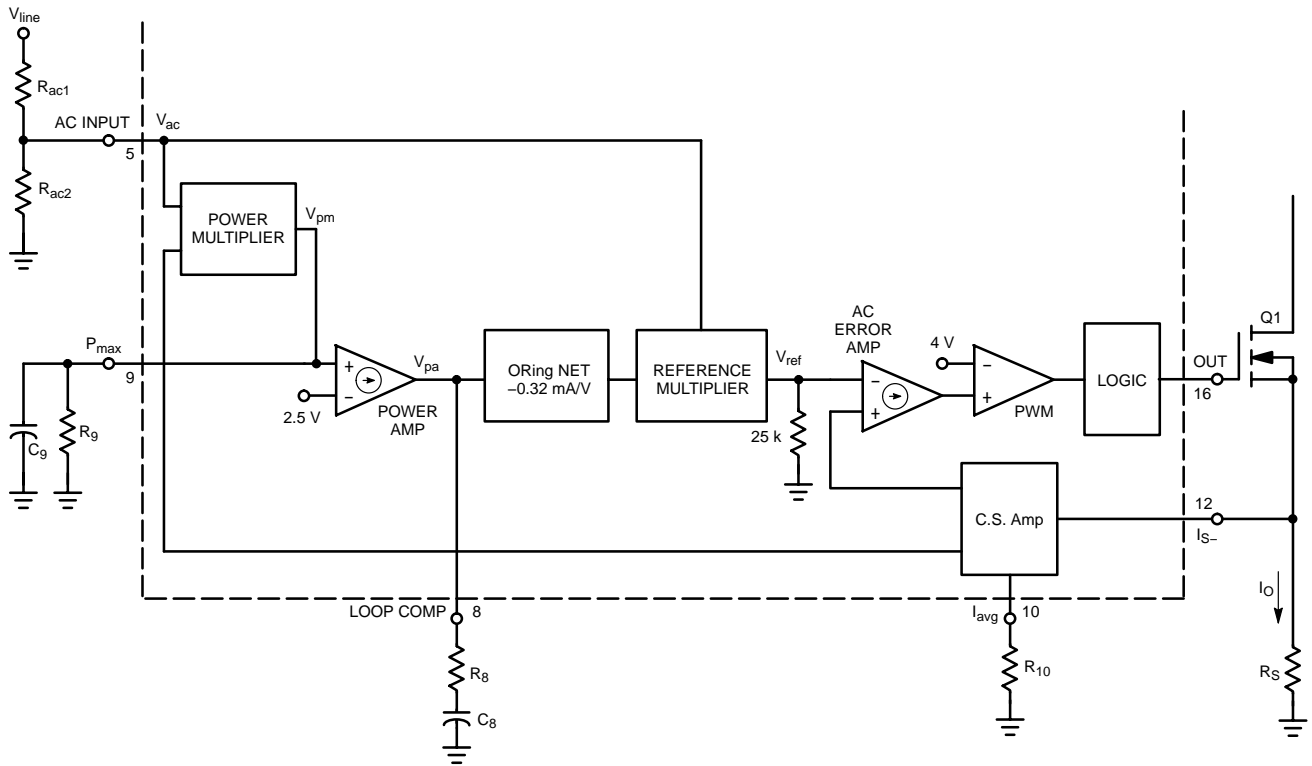 Vline
Rac1
AC INPUT
5
Vac
Rac2
POWER
MULTIPLIER
Vpm
Pmax
9
C9
R9
+
−
2.5 V
POWER
AMP
Vpa
ORing NET
–0.32 mA/V
REFERENCE
MULTIPLIER
Vref
25 k
AC
ERROR
AMP
−
+
4 V
−
+
PWM
LOGIC
OUT
16
Q1
C.S. Amp
12
IS–
IO
RS
LOOP COMP
8
R8
C8
Iavg
10
R10